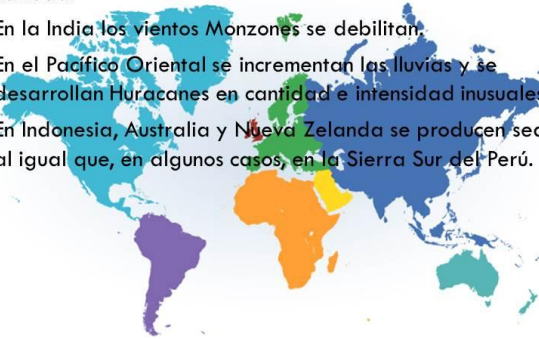 En la India los vientos Monzones se debilitan.
En el Pacífico Oriental se incrementan las lluvias y se
desarrollan Huracanes en cantidad e intensidad inusuales
En Indonesia, Australia y Nueva Zelanda se producen
al igual que, en algunos casos, en la Sierra Sur del Perú.